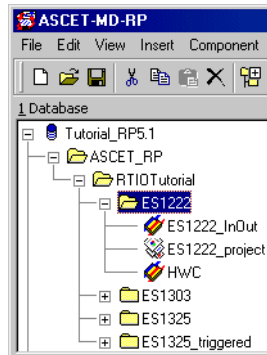 ASCET-MD-RP
File Edit View Insert Component
1 Database
Tutorial_RP5.1
ASCET_RP
RTIOTutorial
ES1222
ES1222_InOut
ES1222_project
HWC
ES1303
ES1325
ES1325_triggered